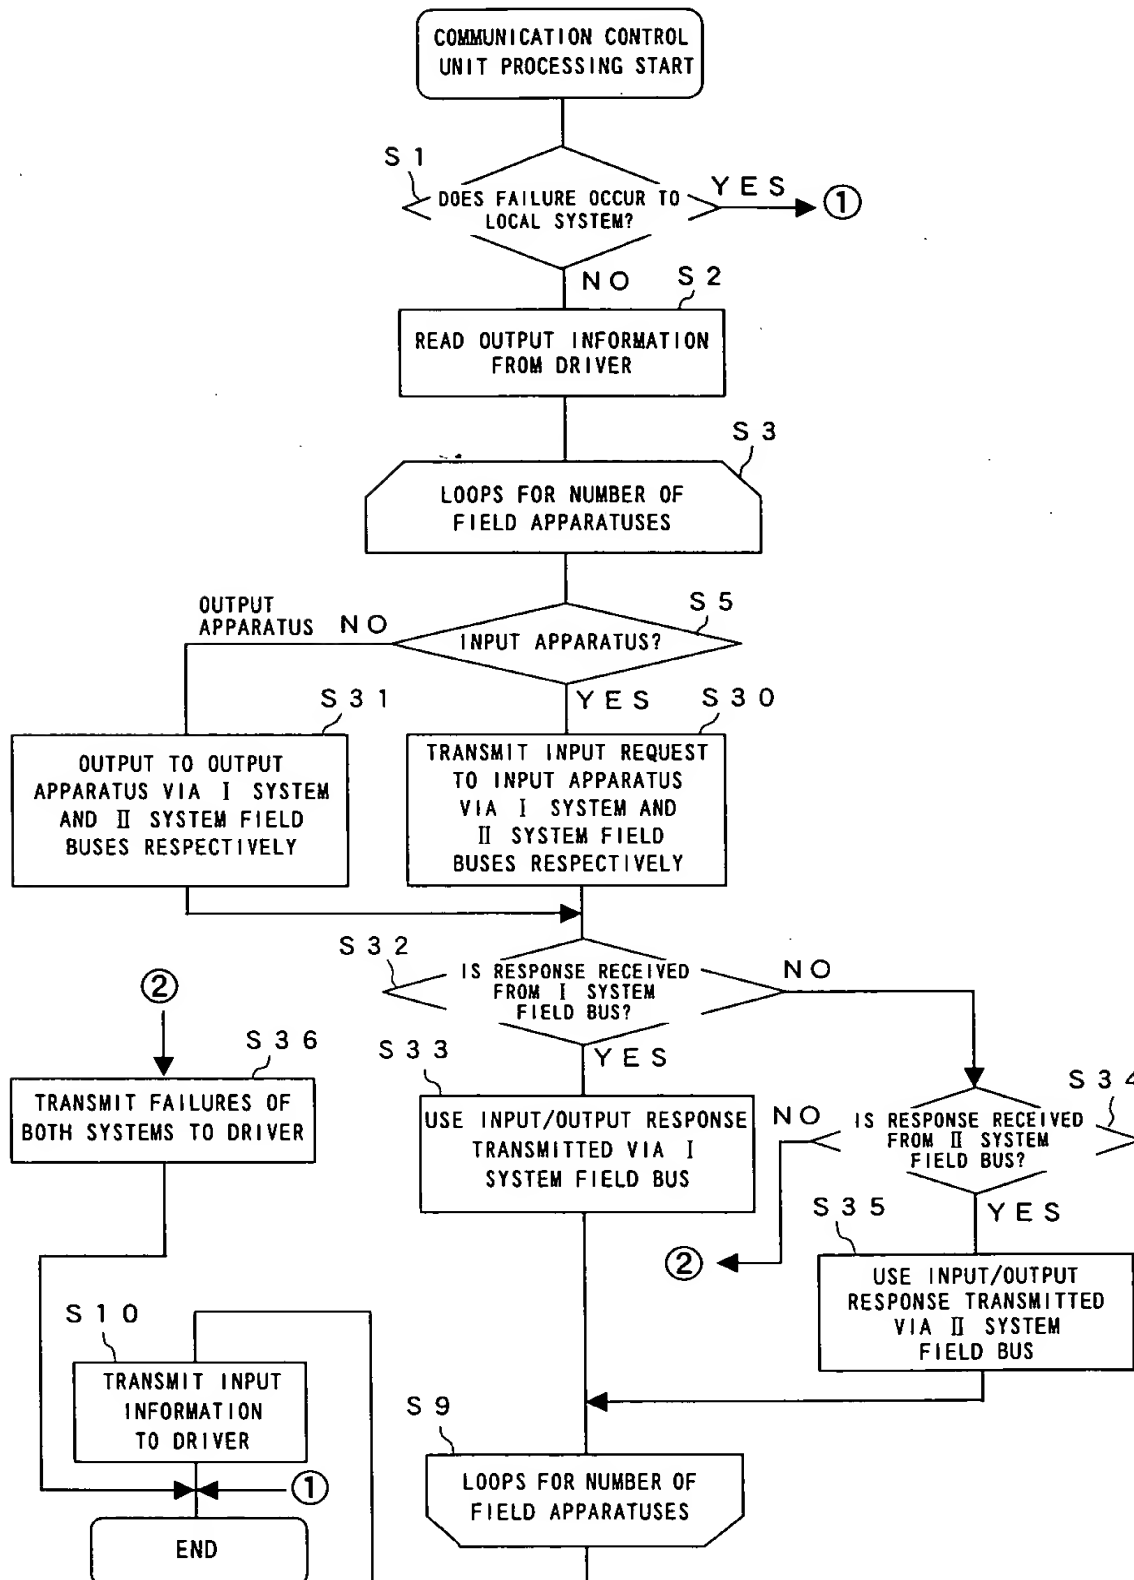 COMMUNICATION CONTROL
UNIT PROCESSING START
S1
DOES FAILURE OCCUR TO
LOCAL SYSTEM?
YES
①
NO
S2
READ OUTPUT INFORMATION
FROM DRIVER
S3
LOOPS FOR NUMBER OF
FIELD APPARATUSES
S5
INPUT APPARATUS?
OUTPUT
APPARATUS
NO
YES
S31
OUTPUT TO OUTPUT
APPARATUS VIA Ⅰ SYSTEM
AND Ⅱ SYSTEM FIELD
BUSES RESPECTIVELY
S30
TRANSMIT INPUT REQUEST
TO INPUT APPARATUS
VIA Ⅰ SYSTEM AND
Ⅱ SYSTEM FIELD
BUSES RESPECTIVELY
S32
IS RESPONSE RECEIVED
FROM Ⅰ SYSTEM
FIELD BUS?
NO
YES
②
S36
TRANSMIT FAILURES OF
BOTH SYSTEMS TO DRIVER
S33
USE INPUT/OUTPUT RESPONSE
TRANSMITTED VIA Ⅰ
SYSTEM FIELD BUS
S34
IS RESPONSE RECEIVED
FROM Ⅱ SYSTEM
FIELD BUS?
NO
②
YES
S35
USE INPUT/OUTPUT
RESPONSE TRANSMITTED
VIA Ⅱ SYSTEM
FIELD BUS
S10
TRANSMIT INPUT
INFORMATION
TO DRIVER
①
END
S9
LOOPS FOR NUMBER OF
FIELD APPARATUSES